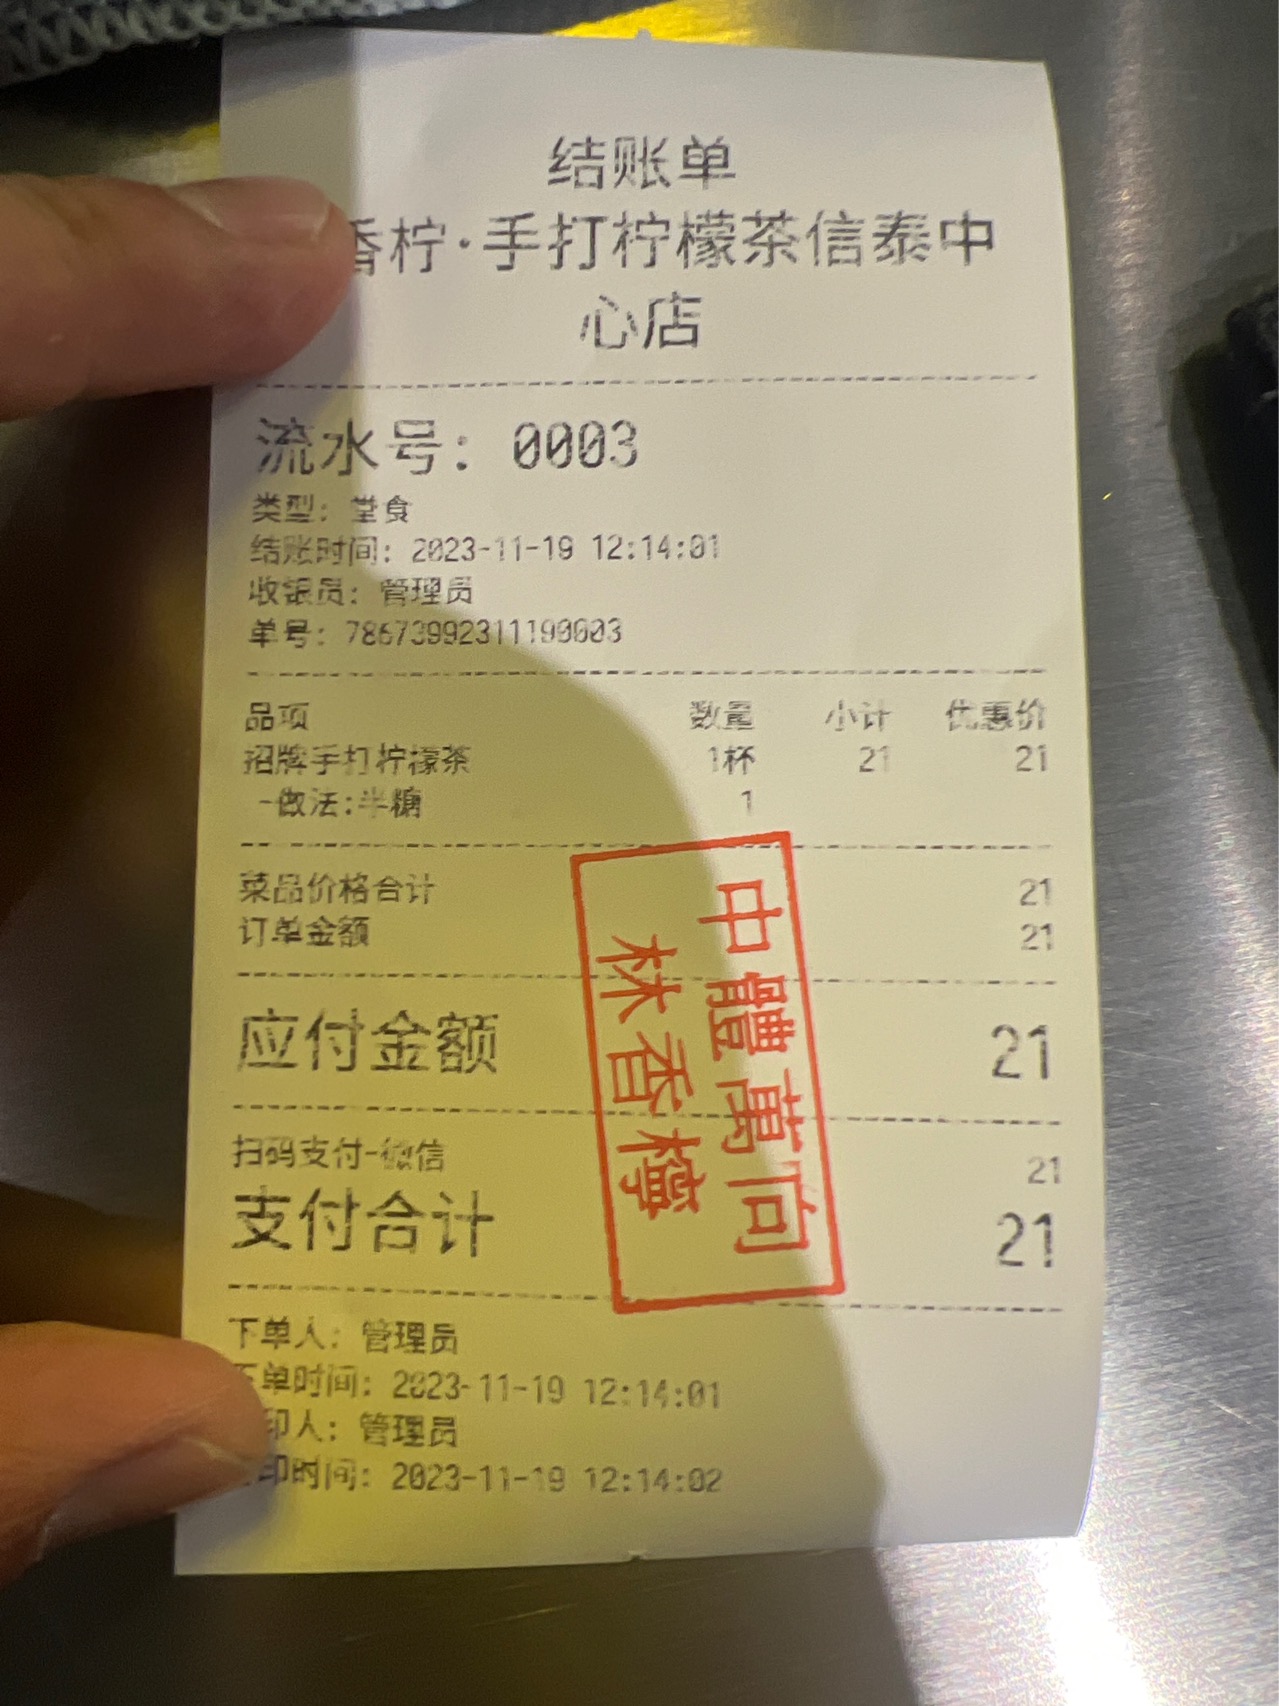 结账单
香柠·手打柠檬茶信泰中
心店
流水号：0003
类型：堂食
结账时间：2023-11-19 12:14:01
收银员：管理员
单号：78673992311190003
品项 数量 小计 优惠价
招牌手打柠檬茶 1杯 21 21
-做法:半糖 1
菜品价格合计 21
订单金额 21
应付金额 21
扫码支付-微信 21
支付合计 21
下单人：管理员
下单时间：2023-11-19 12:14:01
印人：管理员
印时间：2023-11-19 12:14:02
中體萬向
林香檸